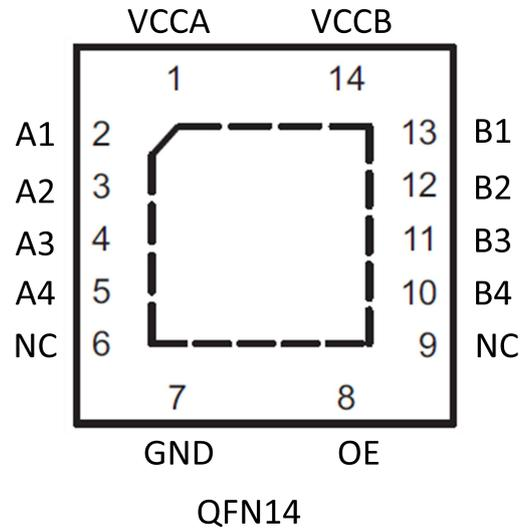 VCCA VCCB
1 14
A1 2 13 B1
A2 3 12 B2
A3 4 11 B3
A4 5 10 B4
NC 6 9 NC
7 8
GND OE
QFN14